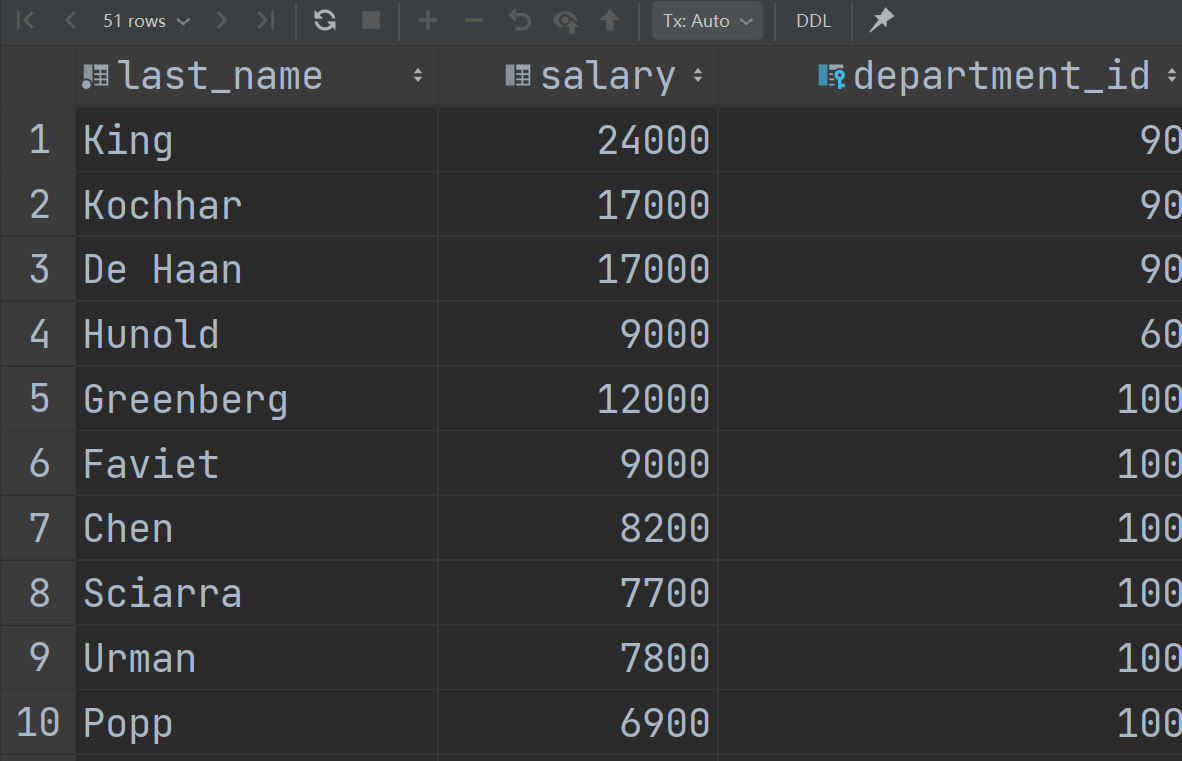 51 rows Tx: Auto DDL
last_name salary department_id
1 King 24000 90
2 Kochhar 17000 90
3 De Haan 17000 90
4 Hunold 9000 60
5 Greenberg 12000 100
6 Faviet 9000 100
7 Chen 8200 100
8 Sciarra 7700 100
9 Urman 7800 100
10 Popp 6900 100